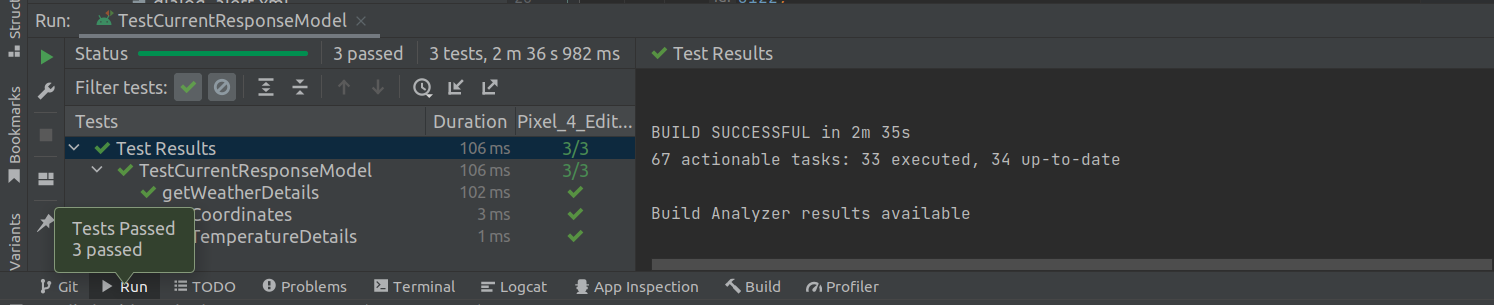 Run: TestCurrentResponseModel
Status 3 passed 3 tests, 2 m 36 s 982 ms
Test Results
Filter tests:
Tests Duration Pixel_4_Edit...
Test Results 106 ms 3/3
TestCurrentResponseModel 106 ms 3/3
getWeatherDetails 102 ms
Coordinates 3 ms
TemperatureDetails 1 ms
Tests Passed
3 passed
BUILD SUCCESSFUL in 2m 35s
67 actionable tasks: 33 executed, 34 up-to-date
Build Analyzer results available
Struct
Bookmarks
Variants
Git Run TODO Problems Terminal Logcat App Inspection Build Profiler